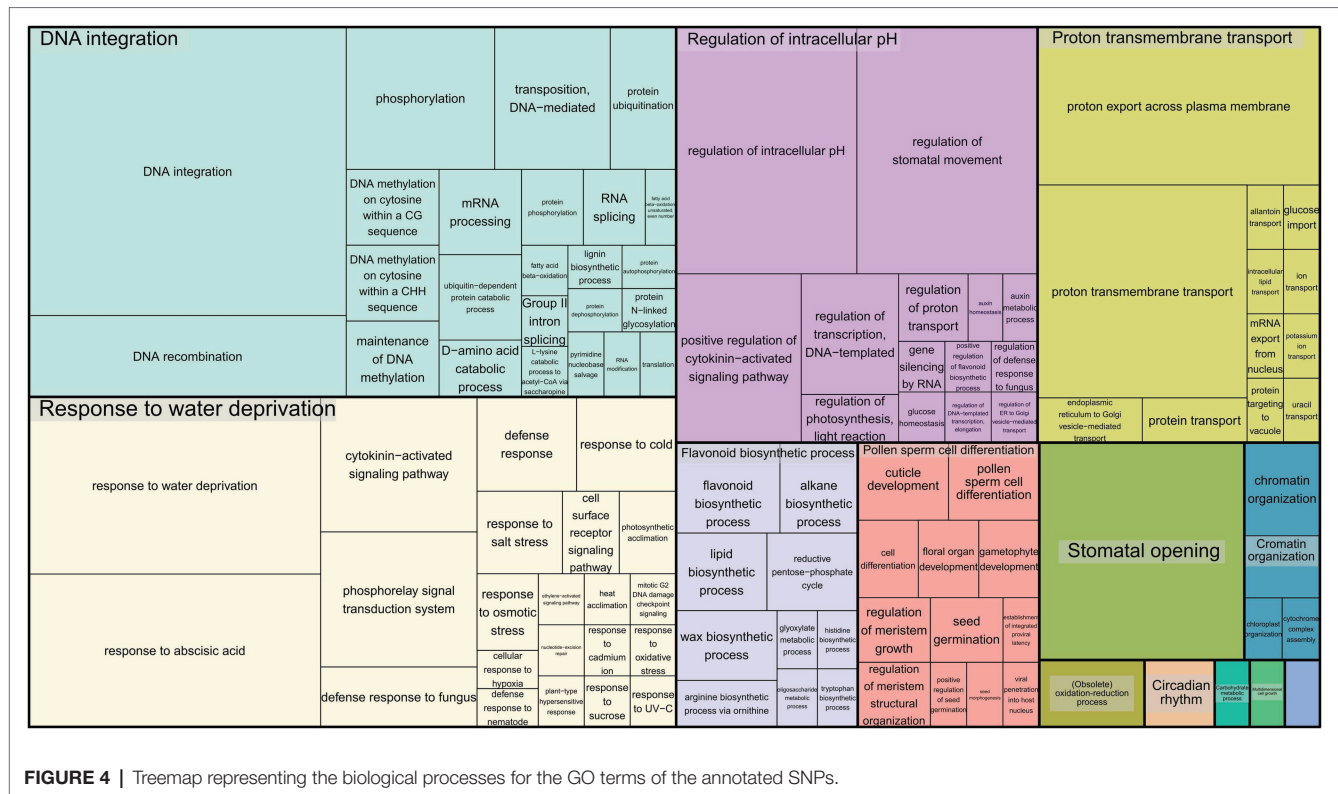 DNA integration
DNA integration
DNA recombination
phosphorylation
transposition,
DNA−mediated
protein
ubiquitination
DNA methylation
on cytosine
within a CG
sequence
mRNA
processing
protein
phosphorylation
RNA
splicing
fatty acid
beta−oxidation,
unsaturated,
even number
DNA methylation
on cytosine
within a CHH
sequence
ubiquitin−dependent
protein catabolic
process
fatty acid
beta−oxidation
lignin
biosynthetic
process
protein
autophosphorylation
Group II
intron
splicing
protein
dephosphorylation
protein
N−linked
glycosylation
maintenance
of DNA
methylation
D−amino acid
catabolic
process
L−lysine
catabolic
process to
acetyl−CoA via
saccharopine
pyrimidine
nucleobase
salvage
RNA
modification
translation
Regulation of intracellular pH
regulation of intracellular pH
regulation of
stomatal movement
positive regulation of
cytokinin−activated
signaling pathway
regulation of
transcription,
DNA−templated
regulation of
photosynthesis,
light reaction
regulation
of proton
transport
auxin
homeostasis
auxin
metabolic
process
gene
silencing
by RNA
positive
regulation
of flavonoid
biosynthetic
process
regulation
of defense
response
to fungus
glucose
homeostasis
regulation of
DNA−templated
transcription,
elongation
regulation of
ER to Golgi
vesicle−mediated
transport
Proton transmembrane transport
proton export across plasma membrane
proton transmembrane transport
allantoin
transport
glucose
import
intracellular
lipid
transport
ion
transport
mRNA
export
from
nucleus
potassium
ion
transport
protein
targeting
to
vacuole
uracil
transport
endoplasmic
reticulum to Golgi
vesicle−mediated
transport
protein transport
Response to water deprivation
response to water deprivation
response to abscisic acid
cytokinin−activated
signaling pathway
phosphorelay signal
transduction system
defense response to fungus
defense
response
response to cold
response to
salt stress
cell
surface
receptor
signaling
pathway
photosynthetic
acclimation
response
to osmotic
stress
ethylene−activated
signaling pathway
heat
acclimation
mitotic G2
DNA damage
checkpoint
signaling
nucleotide−excision
repair
response
to
cadmium
ion
response
to
oxidative
stress
cellular
response to
hypoxia
defense
response to
nematode
plant−type
hypersensitive
response
response
to
sucrose
response
to UV−C
Flavonoid biosynthetic process
flavonoid
biosynthetic
process
alkane
biosynthetic
process
lipid
biosynthetic
process
reductive
pentose−phosphate
cycle
wax biosynthetic
process
glyoxylate
metabolic
process
histidine
biosynthetic
process
arginine biosynthetic
process via ornithine
oligosaccharide
metabolic
process
tryptophan
biosynthetic
process
Pollen sperm cell differentiation
cuticle
development
pollen
sperm cell
differentiation
cell
differentiation
floral organ
development
gametophyte
development
regulation
of meristem
growth
seed
germination
establishment
of integrated
proviral
latency
regulation
of meristem
structural
organization
positive
regulation
of seed
germination
seed
morphogenesis
viral
penetration
into host
nucleus
Stomatal opening
chromatin
organization
Cromatin
organization
chloroplast
organization
cytochrome
complex
assembly
(Obsolete)
oxidation-reduction
process
Circadian
rhythm
Carbohydrate
metabolic
process
Multidimensional
cell growth
FIGURE 4 | Treemap representing the biological processes for the GO terms of the annotated SNPs.